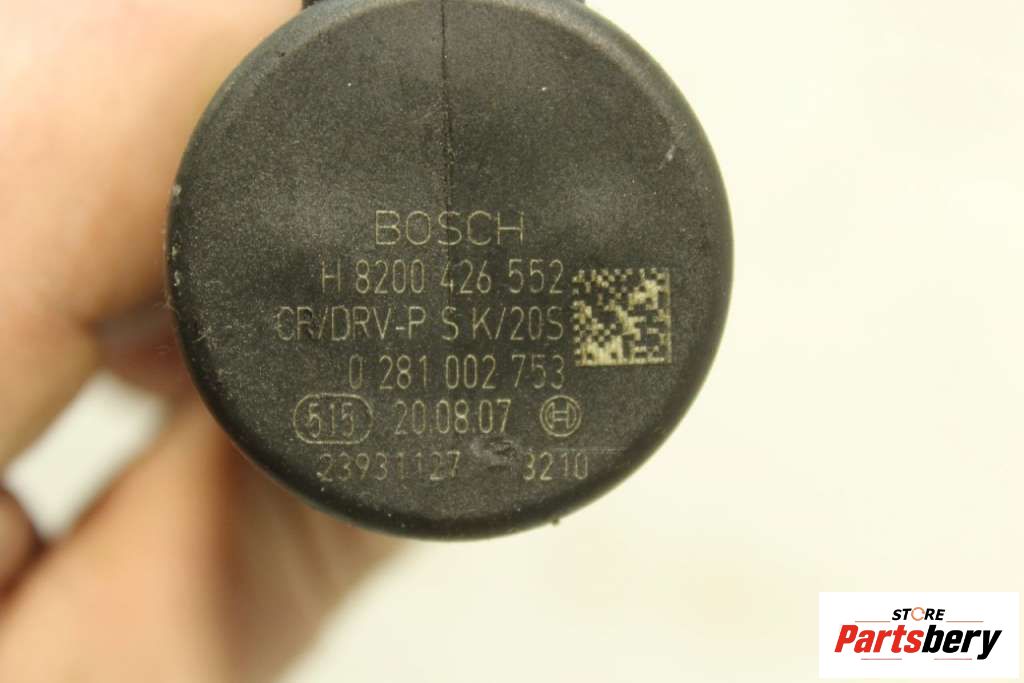 BOSCH
H 8200 426 552
CR/DRV-P S K/20S
0 281 002 753
515 20.08.07 H
23931127 3210
STORE
Partsbery